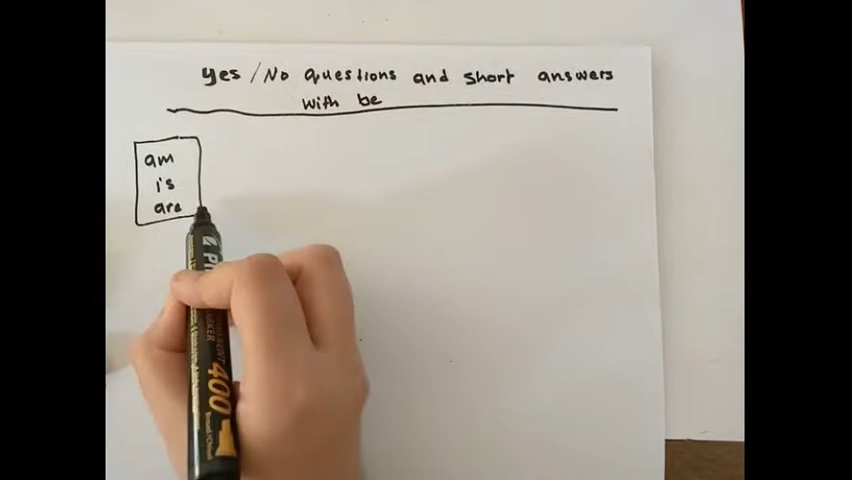 yes / No questions and short answers
with be
am
is
are
400